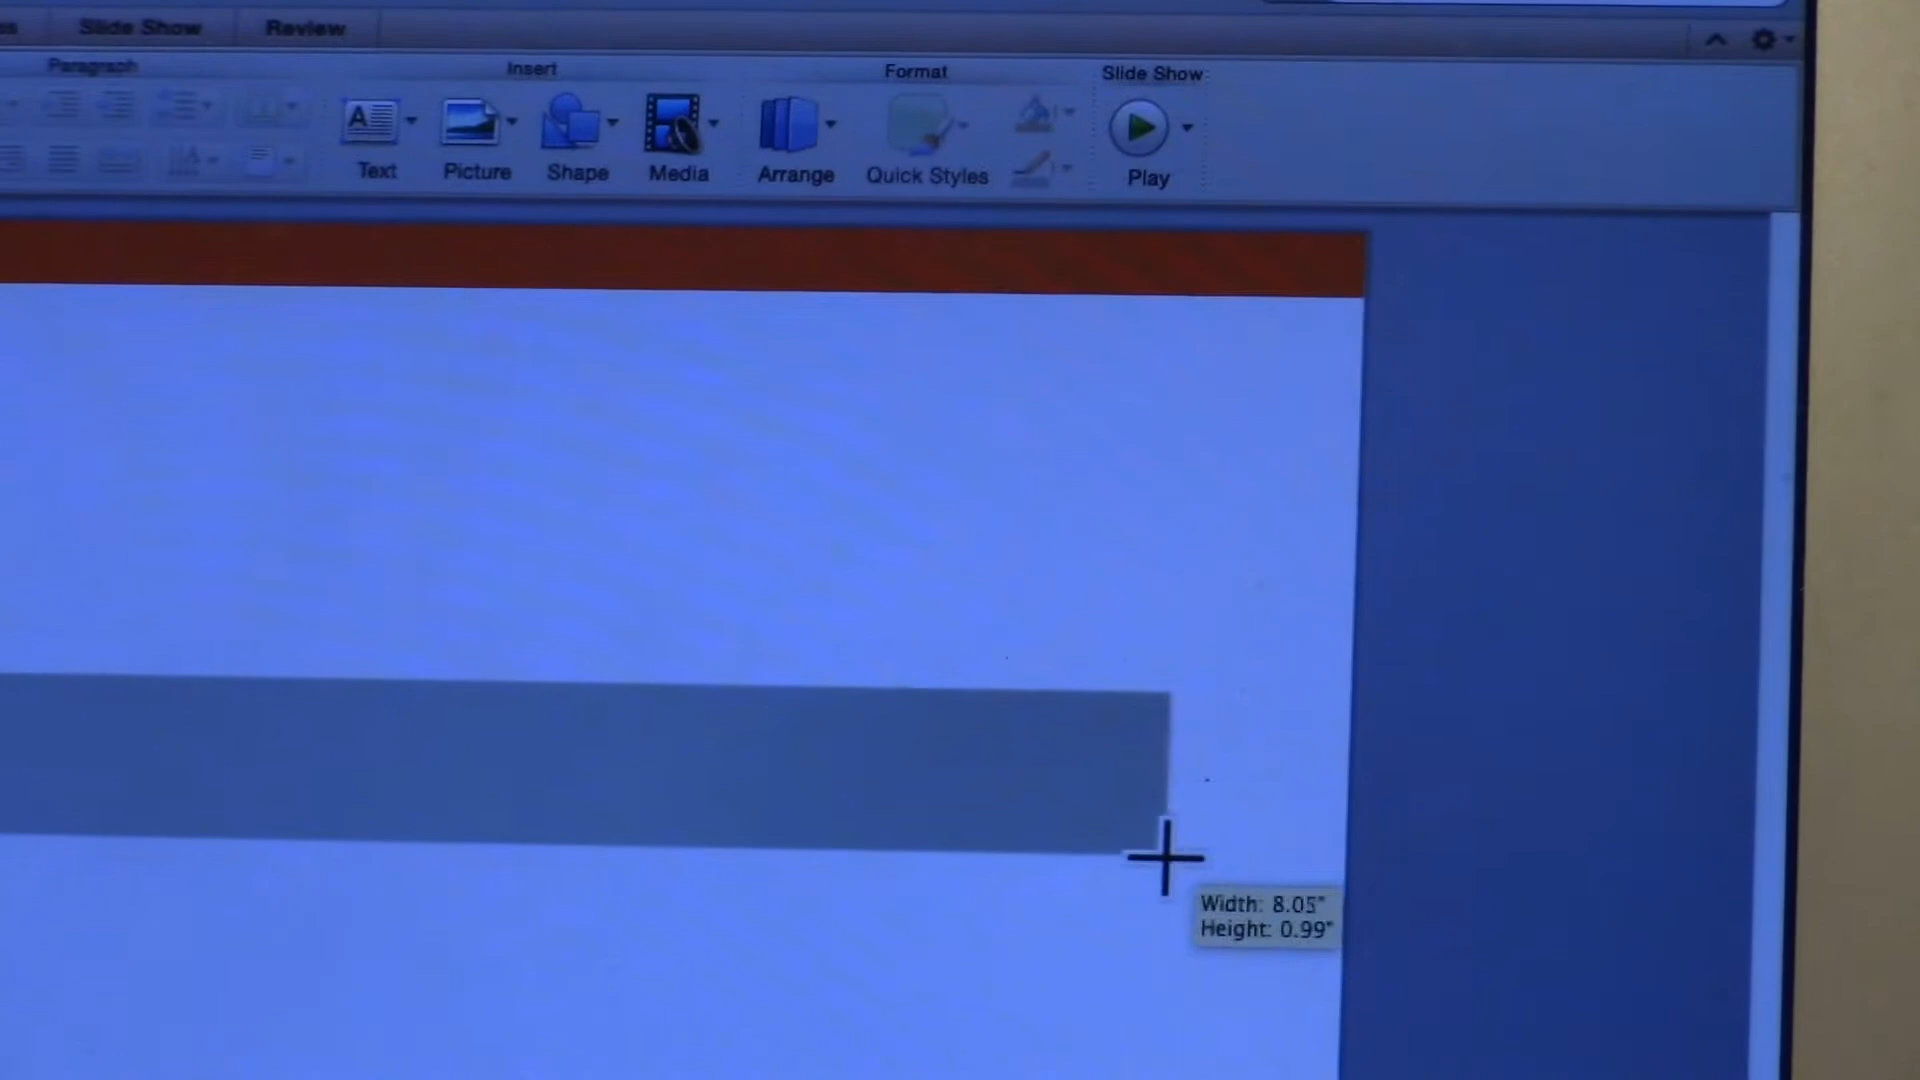 ss Slide Show Review
Paragraph Insert Format Slide Show
A
Text Picture Shape Media Arrange Quick Styles Play
Width: 8.05"
Height: 0.99"